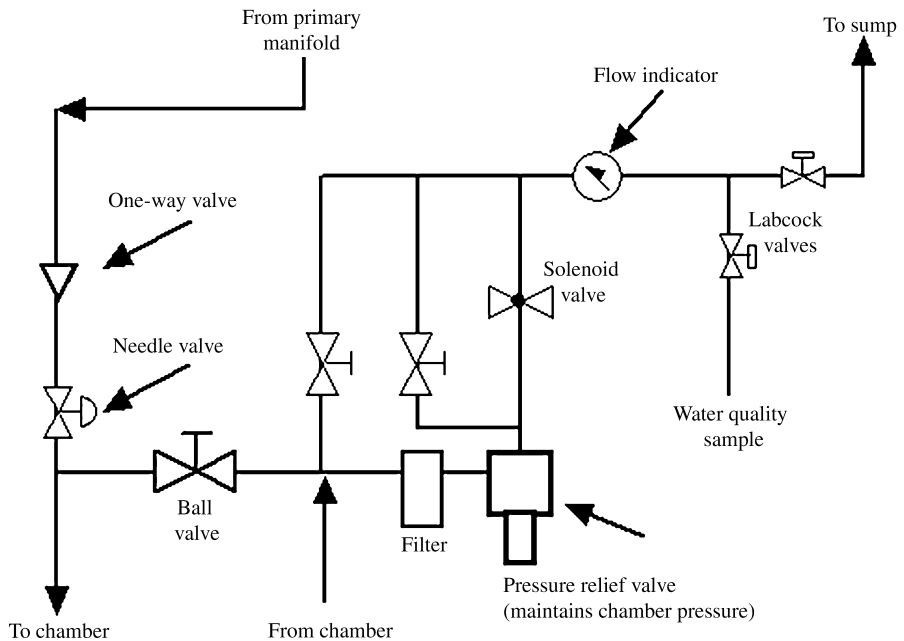 From primary
manifold
To sump
Flow indicator
One-way valve
Labcock
valves
Solenoid
valve
Needle valve
Water quality
sample
Ball
valve
Filter
Pressure relief valve
(maintains chamber pressure)
To chamber
From chamber